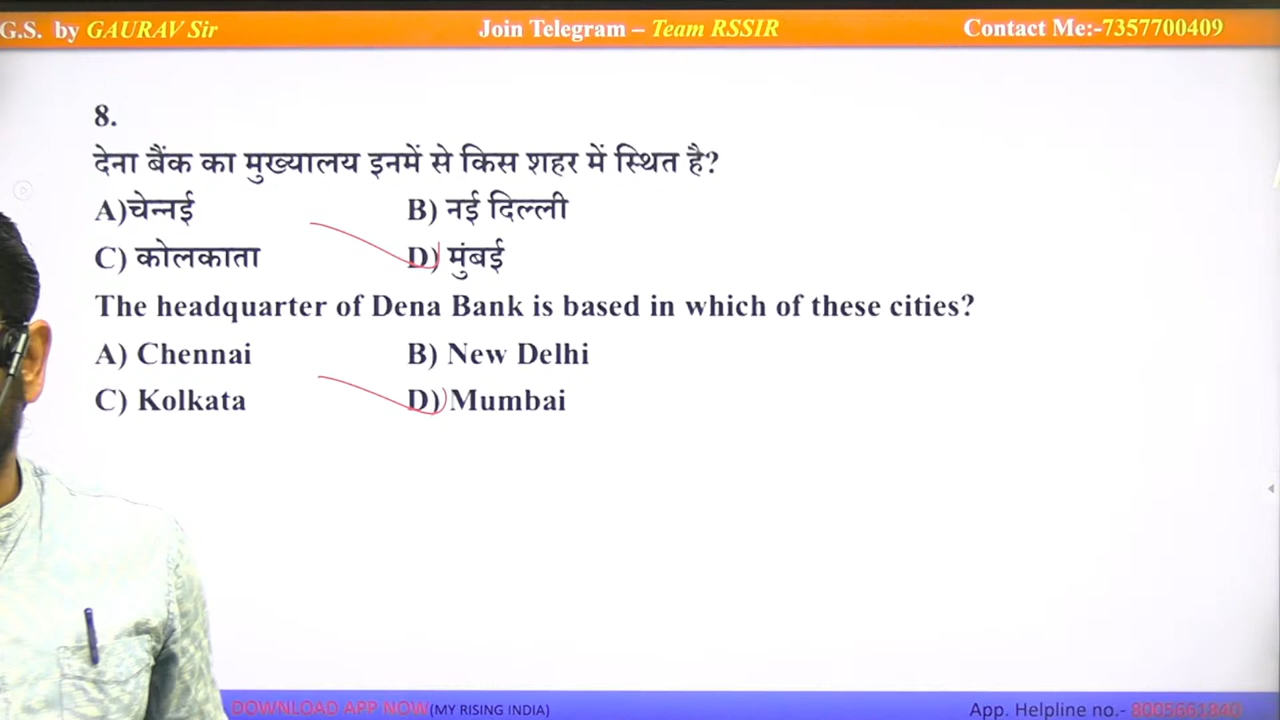 G.S. by GAURAV Sir Join Telegram – Team RSSIR Contact Me:-7357700409
8.
देना बैंक का मुख्यालय इनमें से किस शहर में स्थित है?
A)चेन्नई B) नई दिल्ली
C) कोलकाता D) मुंबई
The headquarter of Dena Bank is based in which of these cities?
A) Chennai B) New Delhi
C) Kolkata D) Mumbai
DOWNLOAD APP NOW(MY RISING INDIA) App. Helpline no.- 8005661840